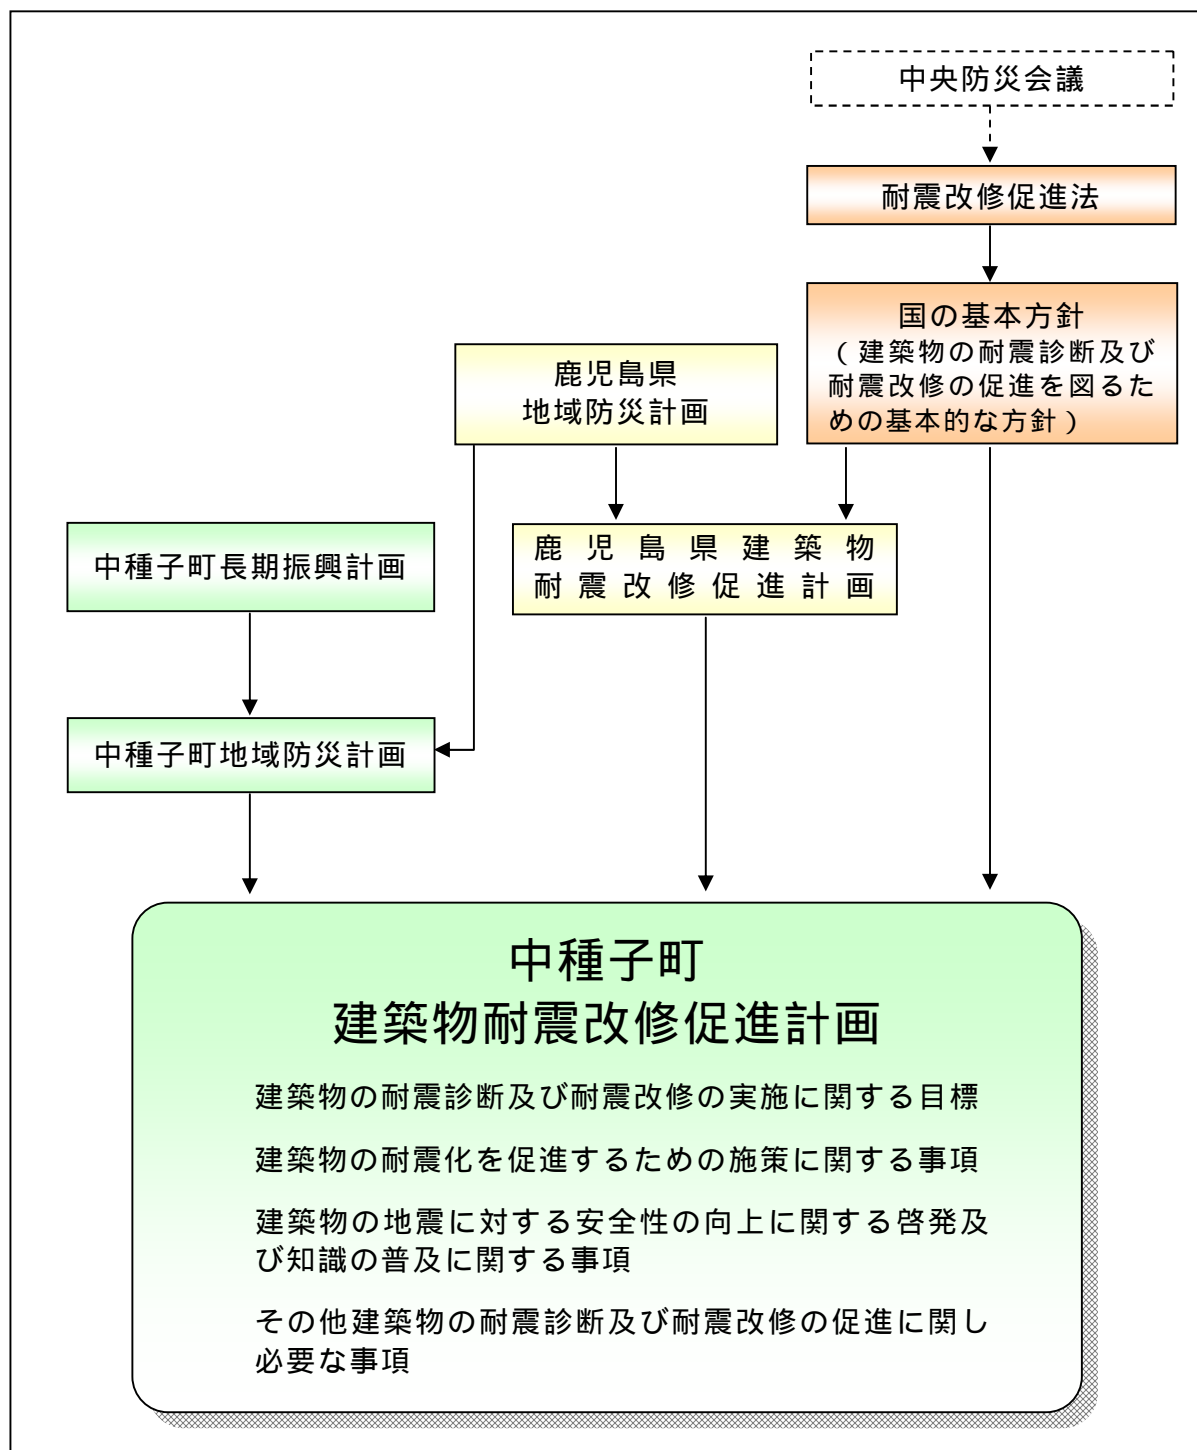 中央防災会議
耐震改修促進法
国の基本方針
(建築物の耐震診断及び
耐震改修の促進を図るた
めの基本的な方針)
鹿児島県
地域防災計画
鹿児島県建築物
耐震改修促進計画
中種子町長期振興計画
中種子町地域防災計画
中種子町
建築物耐震改修促進計画
建築物の耐震診断及び耐震改修の実施に関する目標
建築物の耐震化を促進するための施策に関する事項
建築物の地震に対する安全性の向上に関する啓発及
び知識の普及に関する事項
その他建築物の耐震診断及び耐震改修の促進に関し
必要な事項